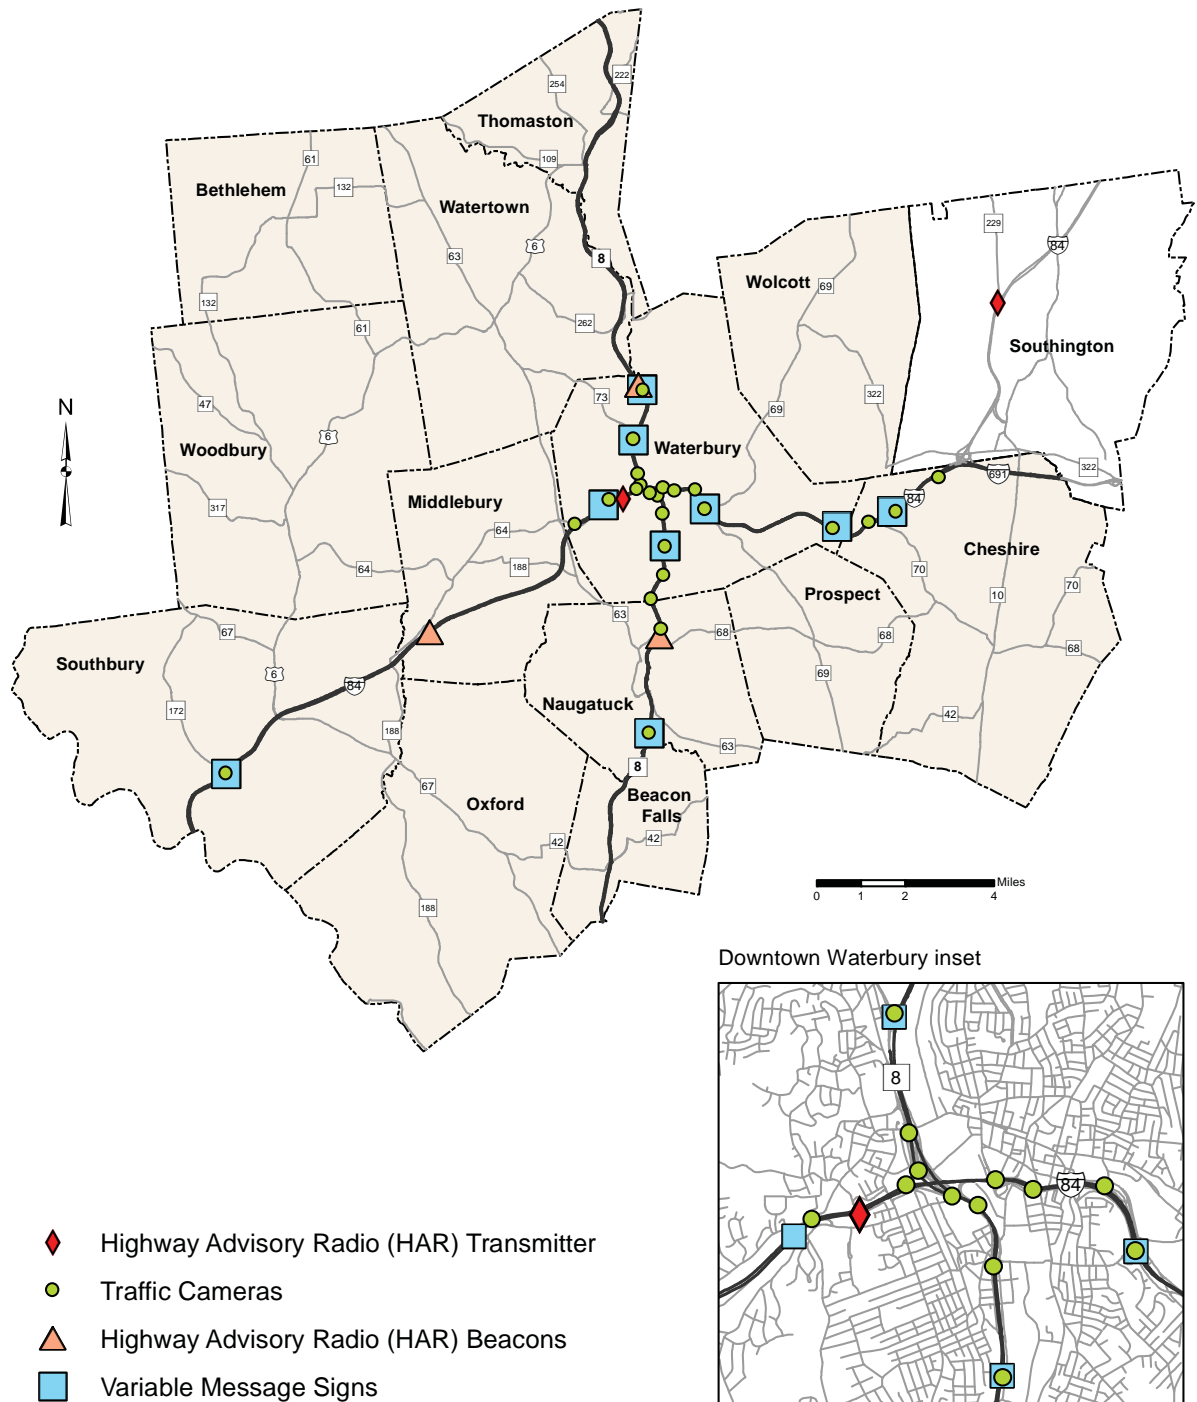 222
254
Thomaston
109
61
Bethlehem
132
Watertown
229
84
6
63
8
Wolcott
69
132
262
61
Southington
73
322
47
69
6
Woodbury
Waterbury
N
322
691
84
Middlebury
317
64
Cheshire
188
64
70
70
Prospect
10
63
67
68
68
68
Southbury
6
84
69
Naugatuck
172
42
188
63
8
67
Beacon
Falls
Oxford
42
42
188
Miles
0 1 2 4
Downtown Waterbury inset
8
84
Highway Advisory Radio (HAR) Transmitter
Traffic Cameras
Highway Advisory Radio (HAR) Beacons
Variable Message Signs